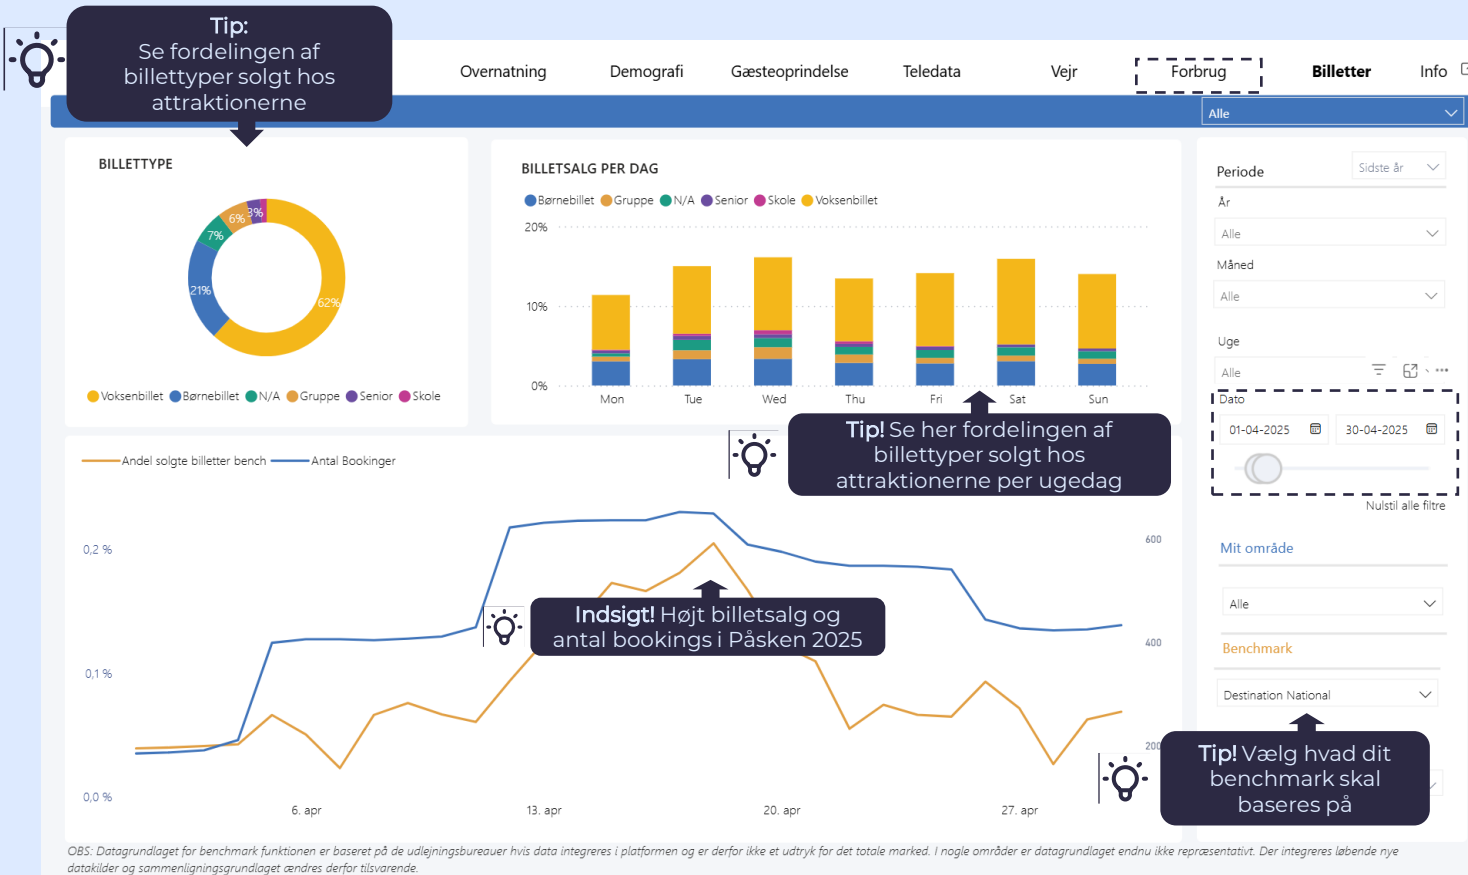 Tip:
Se fordelingen af
billettyper solgt hos
attraktionerne
Overnatning Demografi Gæsteoprindelse Teledata Vejr Forbrug Billetter Info
Alle
BILLETTYPE
62%
21%
7%
6%
3%
Voksenbillet Børnebillet N/A Gruppe Senior Skole
BILLETSALG PER DAG
Børnebillet Gruppe N/A Senior Skole Voksenbillet
20%
10%
0%
Mon Tue Wed Thu Fri Sat Sun
Tip! Se her fordelingen af
billettyper solgt hos
attraktionerne per ugedag
Periode Sidste år
År
Alle
Måned
Alle
Uge
Alle
Dato
01-04-2025 30-04-2025
Nulstil alle filtre
Mit område
Alle
Benchmark
Destination National
Tip! Vælg hvad dit
benchmark skal
baseres på
Andel solgte billetter bench Antal Bookinger
0,2 %
0,1 %
0,0 %
600
400
200
6. apr 13. apr 20. apr 27. apr
Indsigt! Højt billetsalg og
antal bookings i Påsken 2025
OBS: Datagrundlaget for benchmark funktionen er baseret på de udlejningsbureauer hvis data integreres i platformen og er derfor ikke et udtryk for det totale marked. I nogle områder er datagrundlaget endnu ikke repræsentativt. Der integreres løbende nye
datakilder og sammenligningsgrundlaget ændres derfor tilsvarende.